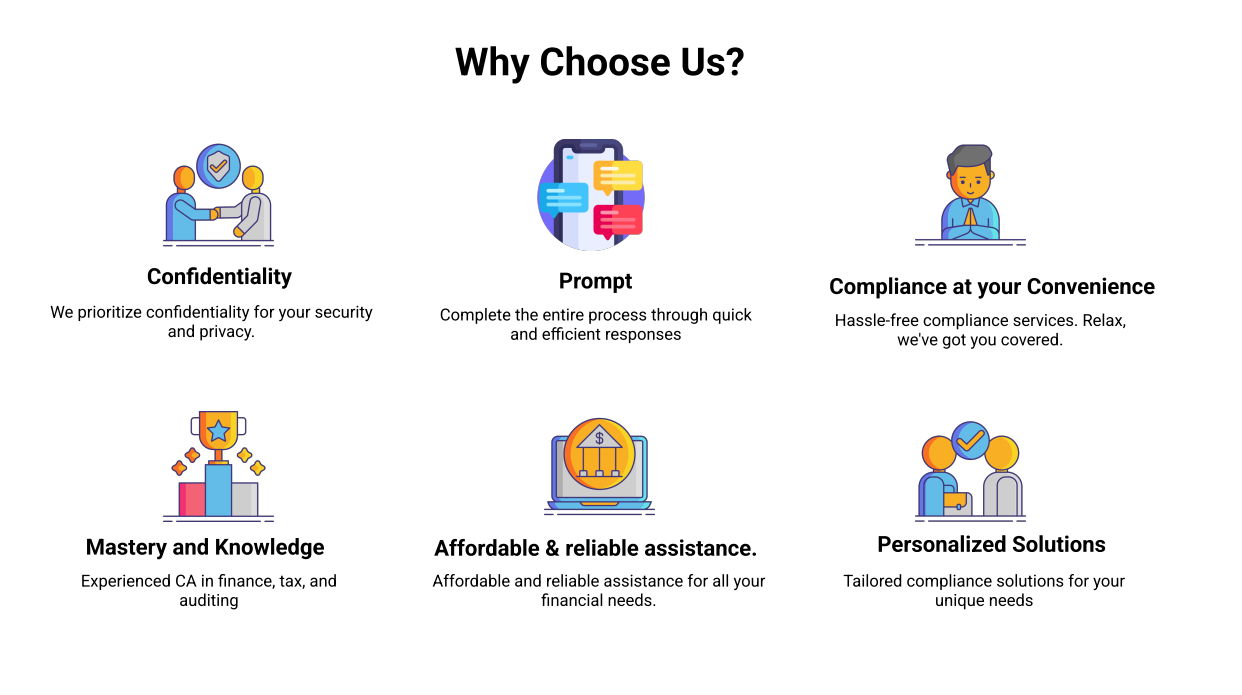 Why Choose Us?
Confidentiality
We prioritize confidentiality for your security
and privacy.
Prompt
Complete the entire process through quick
and efficient responses
Compliance at your Convenience
Hassle-free compliance services. Relax,
we've got you covered.
$
Mastery and Knowledge
Experienced CA in finance, tax, and
auditing
Affordable & reliable assistance.
Affordable and reliable assistance for all your
financial needs.
Personalized Solutions
Tailored compliance solutions for your
unique needs